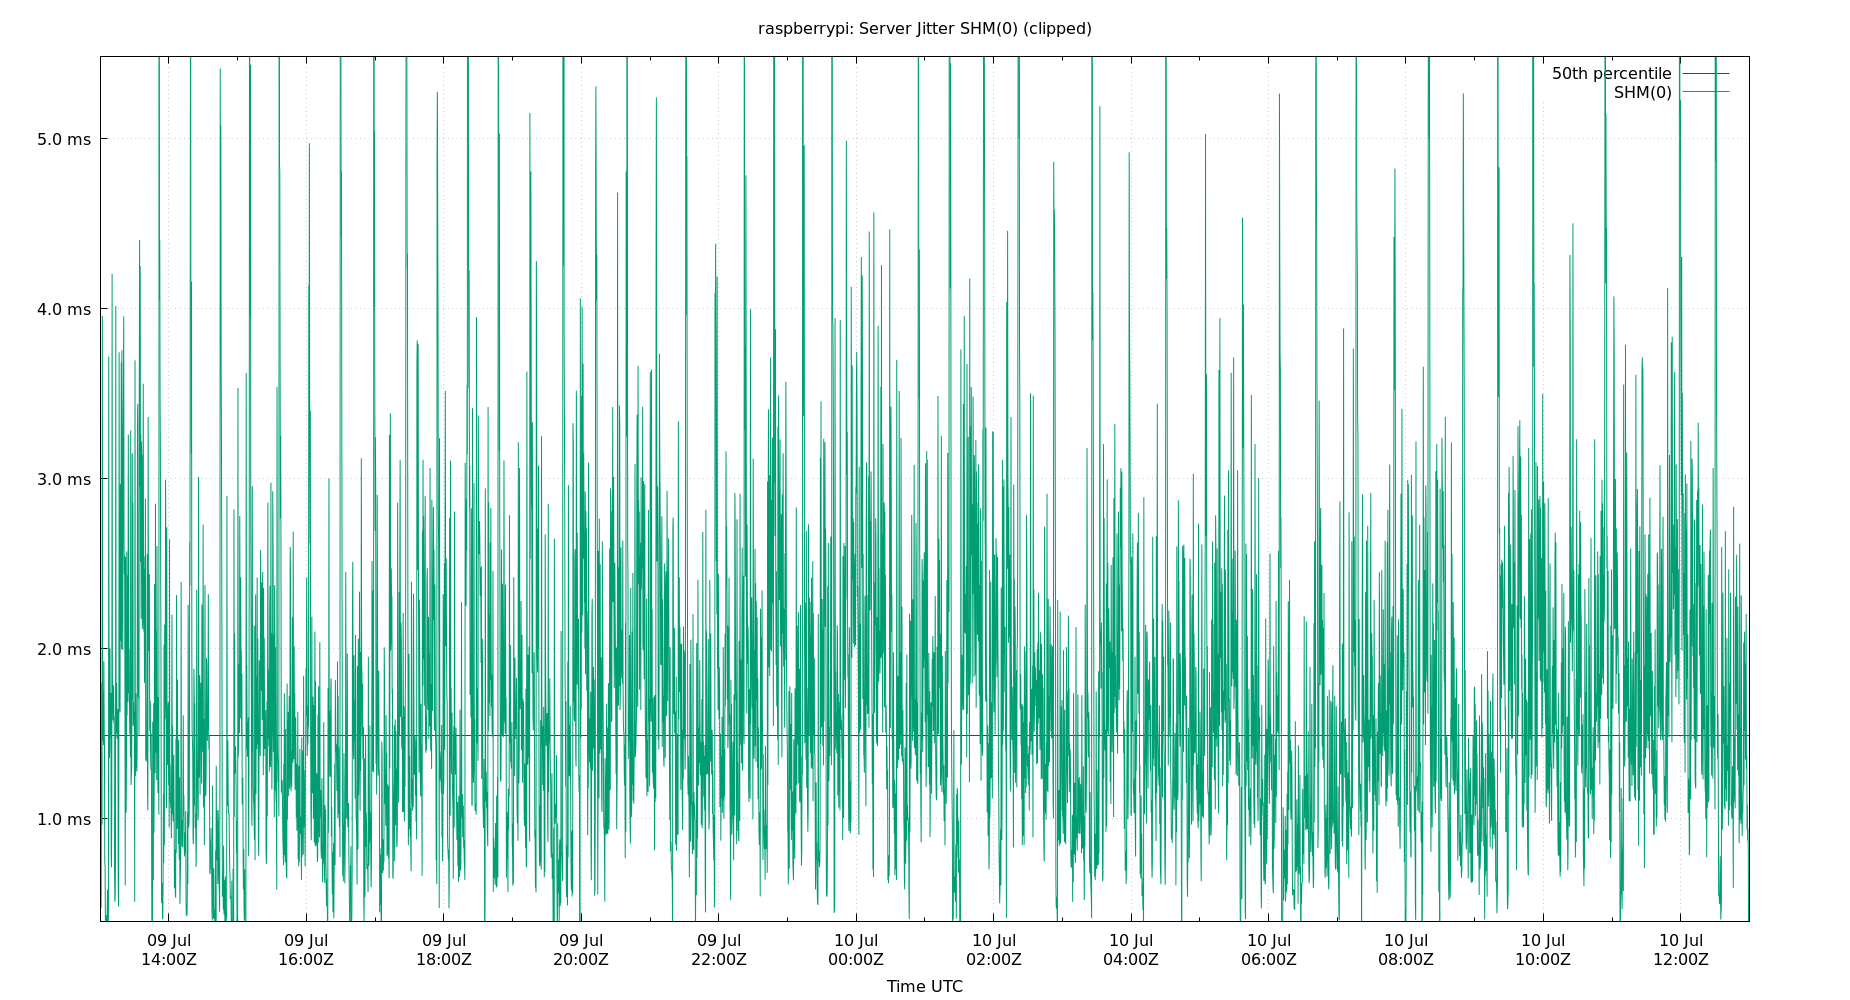 raspberrypi: Server Jitter SHM(0) (clipped)
50th percentile
SHM(0)
5.0 ms
4.0 ms
3.0 ms
2.0 ms
1.0 ms
09 Jul 09 Jul 09 Jul 09 Jul 09 Jul 10 Jul 10 Jul 10 Jul 10 Jul 10 Jul 10 Jul 10 Jul
14:00Z 16:00Z 18:00Z 20:00Z 22:00Z 00:00Z 02:00Z 04:00Z 06:00Z 08:00Z 10:00Z 12:00Z
Time UTC